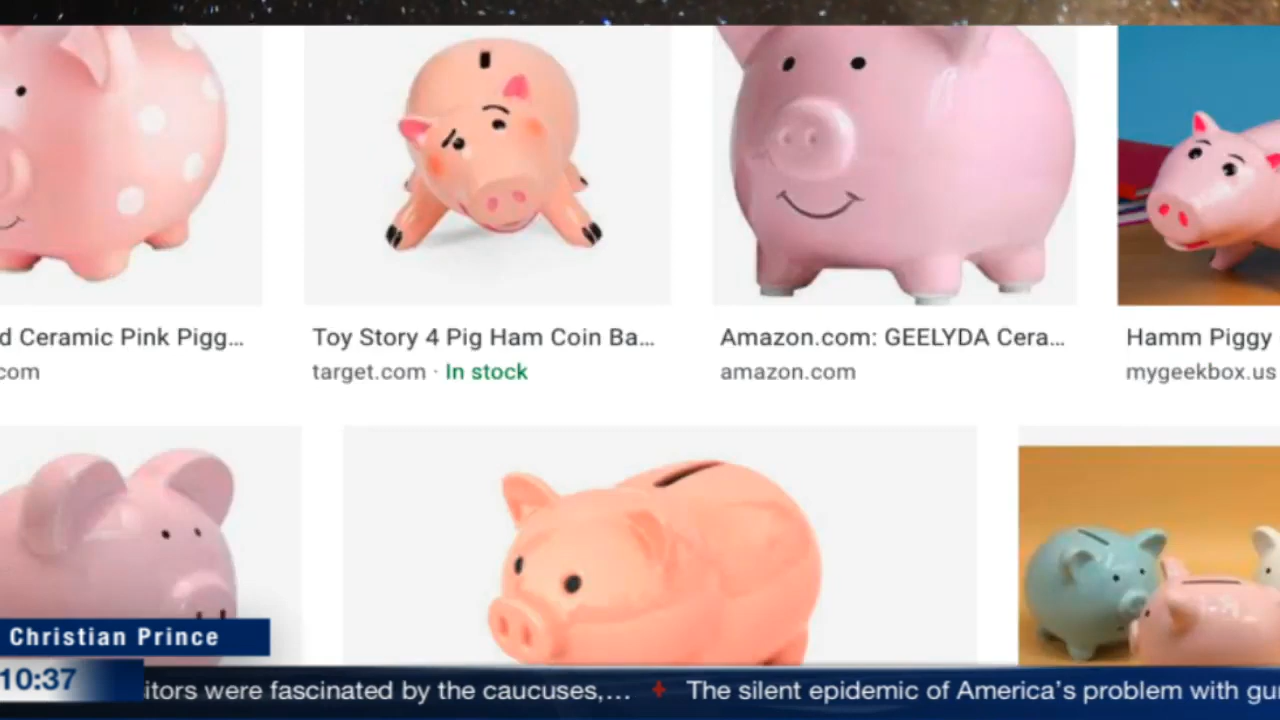 d Ceramic Pink Pigg...
com
Toy Story 4 Pig Ham Coin Ba...
target.com · In stock
Amazon.com: GEELYDA Cera...
amazon.com
Hamm Piggy
mygeekbox.us
Christian Prince
10:37
itors were fascinated by the caucuses,... + The silent epidemic of America's problem with gu